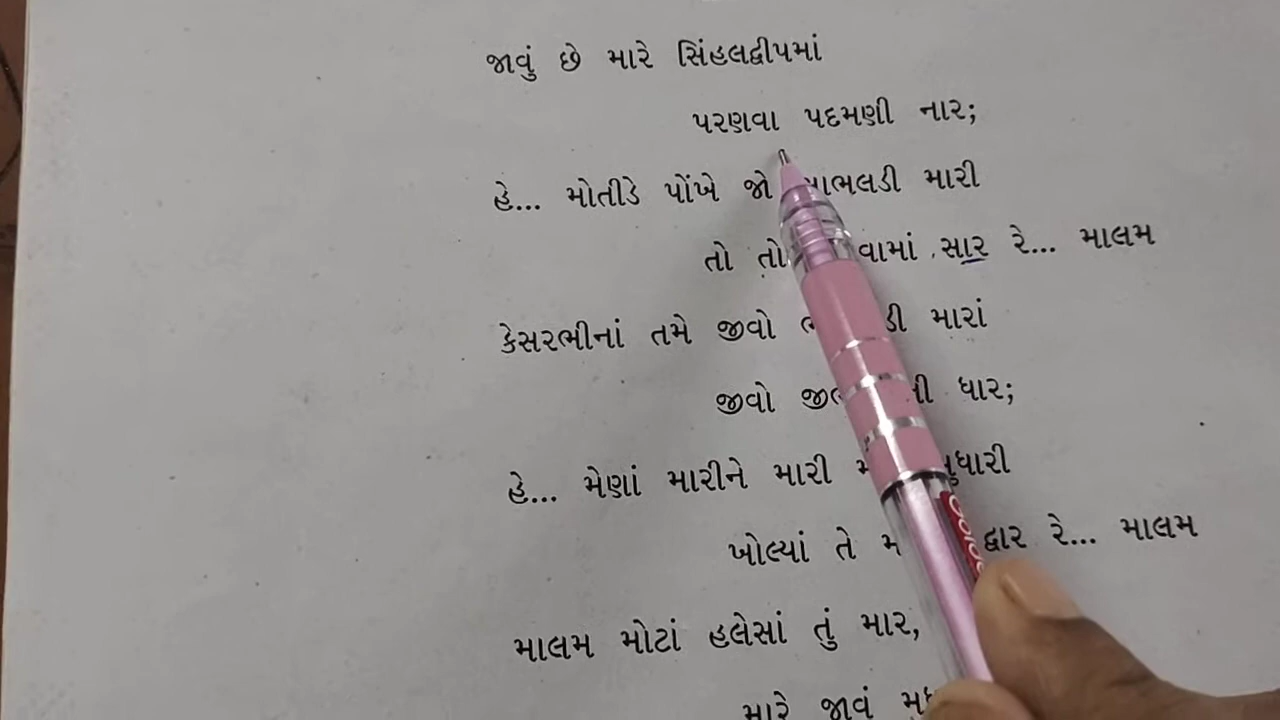 જાવું છે મારે સિંહલદ્વીપમાં
પરણવા પદમણી નાર;
હે... મોતીડે પોંખે જો મારી
તો સાર રે... માલમ
કેસરભીનાં તમે જીવો મારાં
જીવો ધાર;
હે... મેણાં મારીને મારી
ખોલ્યાં તે દ્વાર રે... માલમ
માલમ મોટાં હલેસાં તું માર,
મારે જાવું